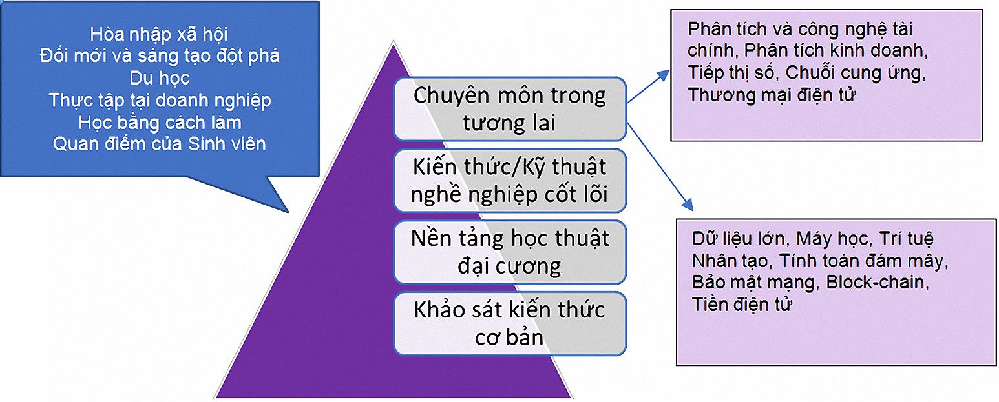 Hòa nhập xã hội
Đổi mới và sáng tạo đột phá
Du học
Thực tập tại doanh nghiệp
Học bằng cách làm
Quan điểm của Sinh viên
Chuyên môn trong
tương lai
Kiến thức/Kỹ thuật
nghề nghiệp cốt lõi
Nền tảng học thuật
đại cương
Khảo sát kiến thức
cơ bản
Phân tích và công nghệ tài
chính, Phân tích kinh doanh,
Tiếp thị số, Chuỗi cung ứng,
Thương mại điện tử
Dữ liệu lớn, Máy học, Trí tuệ
Nhân tạo, Tính toán đám mây,
Bảo mật mạng, Block-chain,
Tiền điện tử